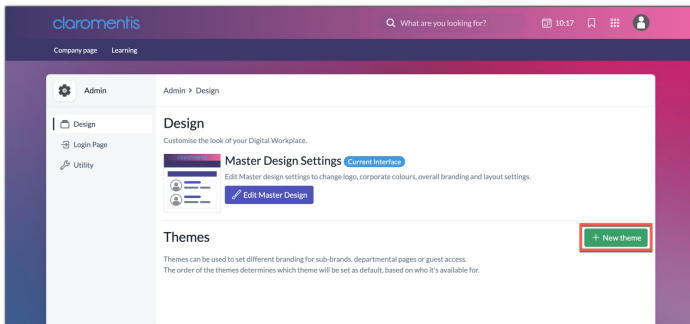 claromentis
What are you looking for?
10:17
Company page Learning
Admin
Admin > Design
Design
Login Page
Utility
Design
Customise the look of your Digital Workplace.
Master Design Settings Current Interface
Edit Master design settings to change logo, corporate colours, overall branding and layout settings.
Edit Master Design
Themes
+ New theme
Themes can be used to set different branding for sub-brands, departmental pages or guest access.
The order of the themes determines which theme will be set as default, based on who it's available for.